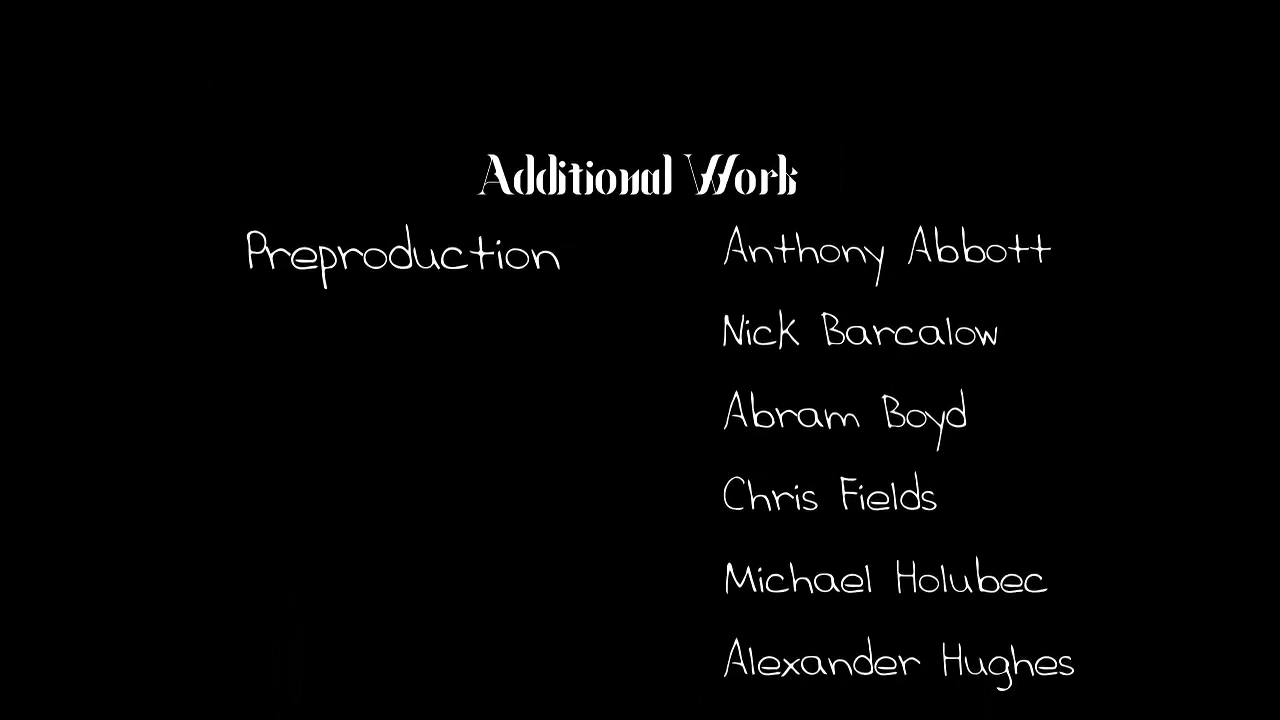 Additional Work
Preproduction Anthony Abbott
Nick Barcalow
Abram Boyd
Chris Fields
Michael Holubec
Alexander Hughes